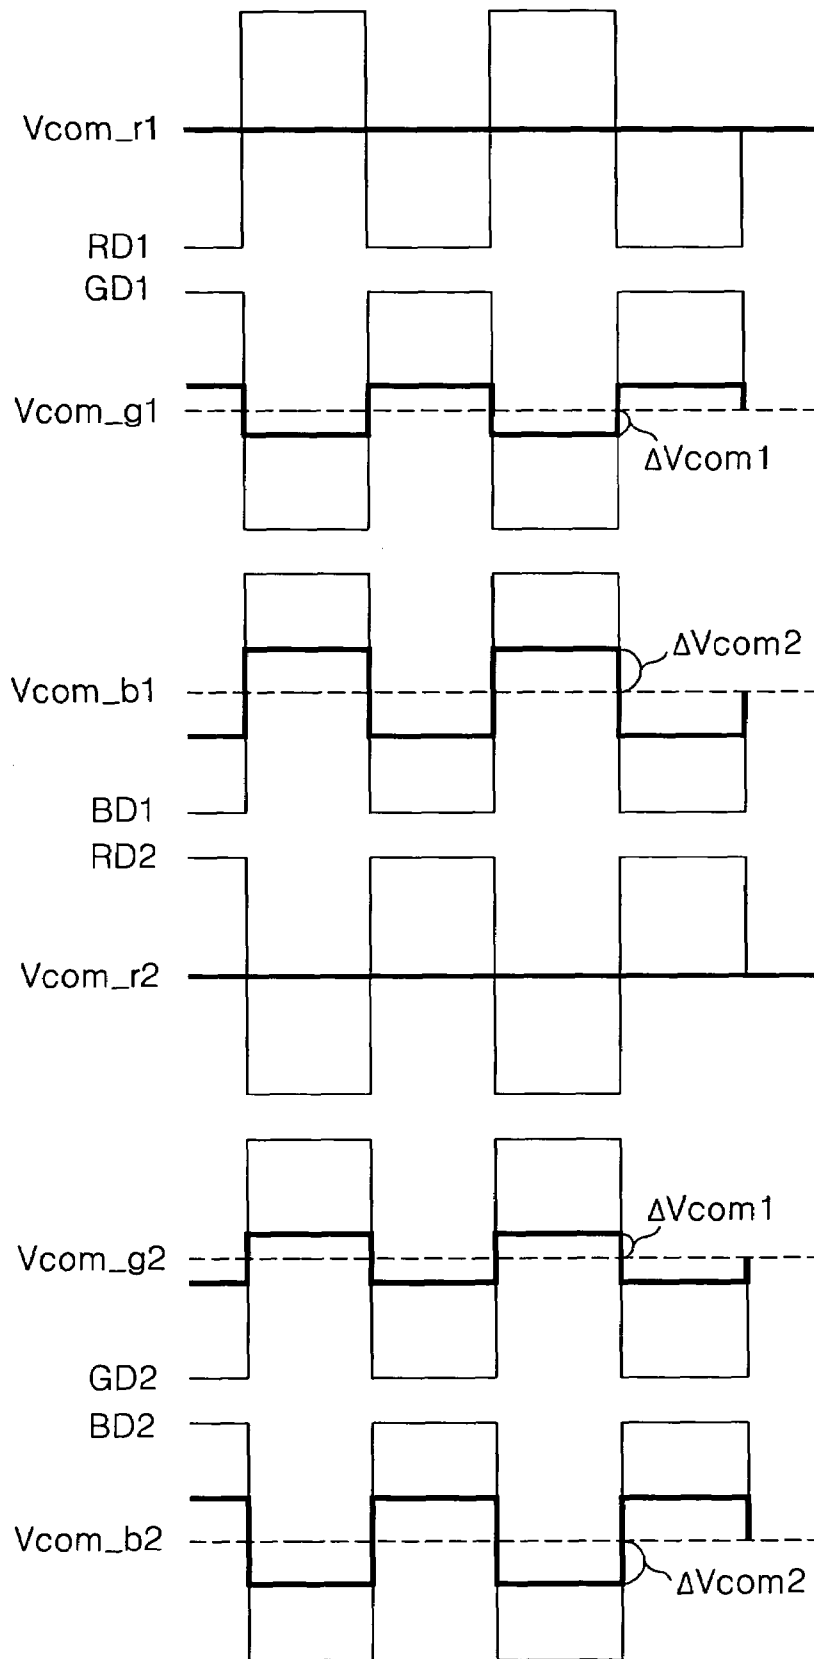 Vcom_r1
RD1
GD1
Vcom_g1
ΔVcom1
ΔVcom2
Vcom_b1
BD1
RD2
Vcom_r2
ΔVcom1
Vcom_g2
GD2
BD2
Vcom_b2
ΔVcom2